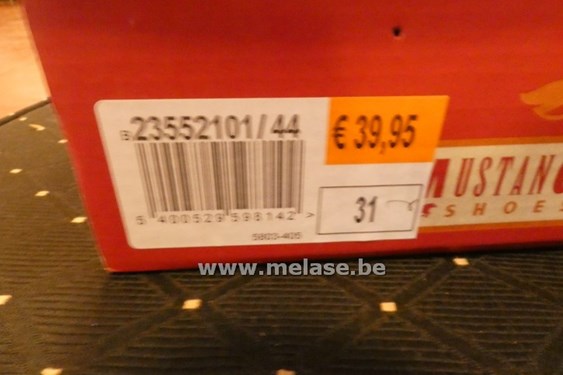 B 23552101/44
€ 39,95
5 400529 598142 >
31
5803-405
MUSTANG
SHOES
www.melase.be